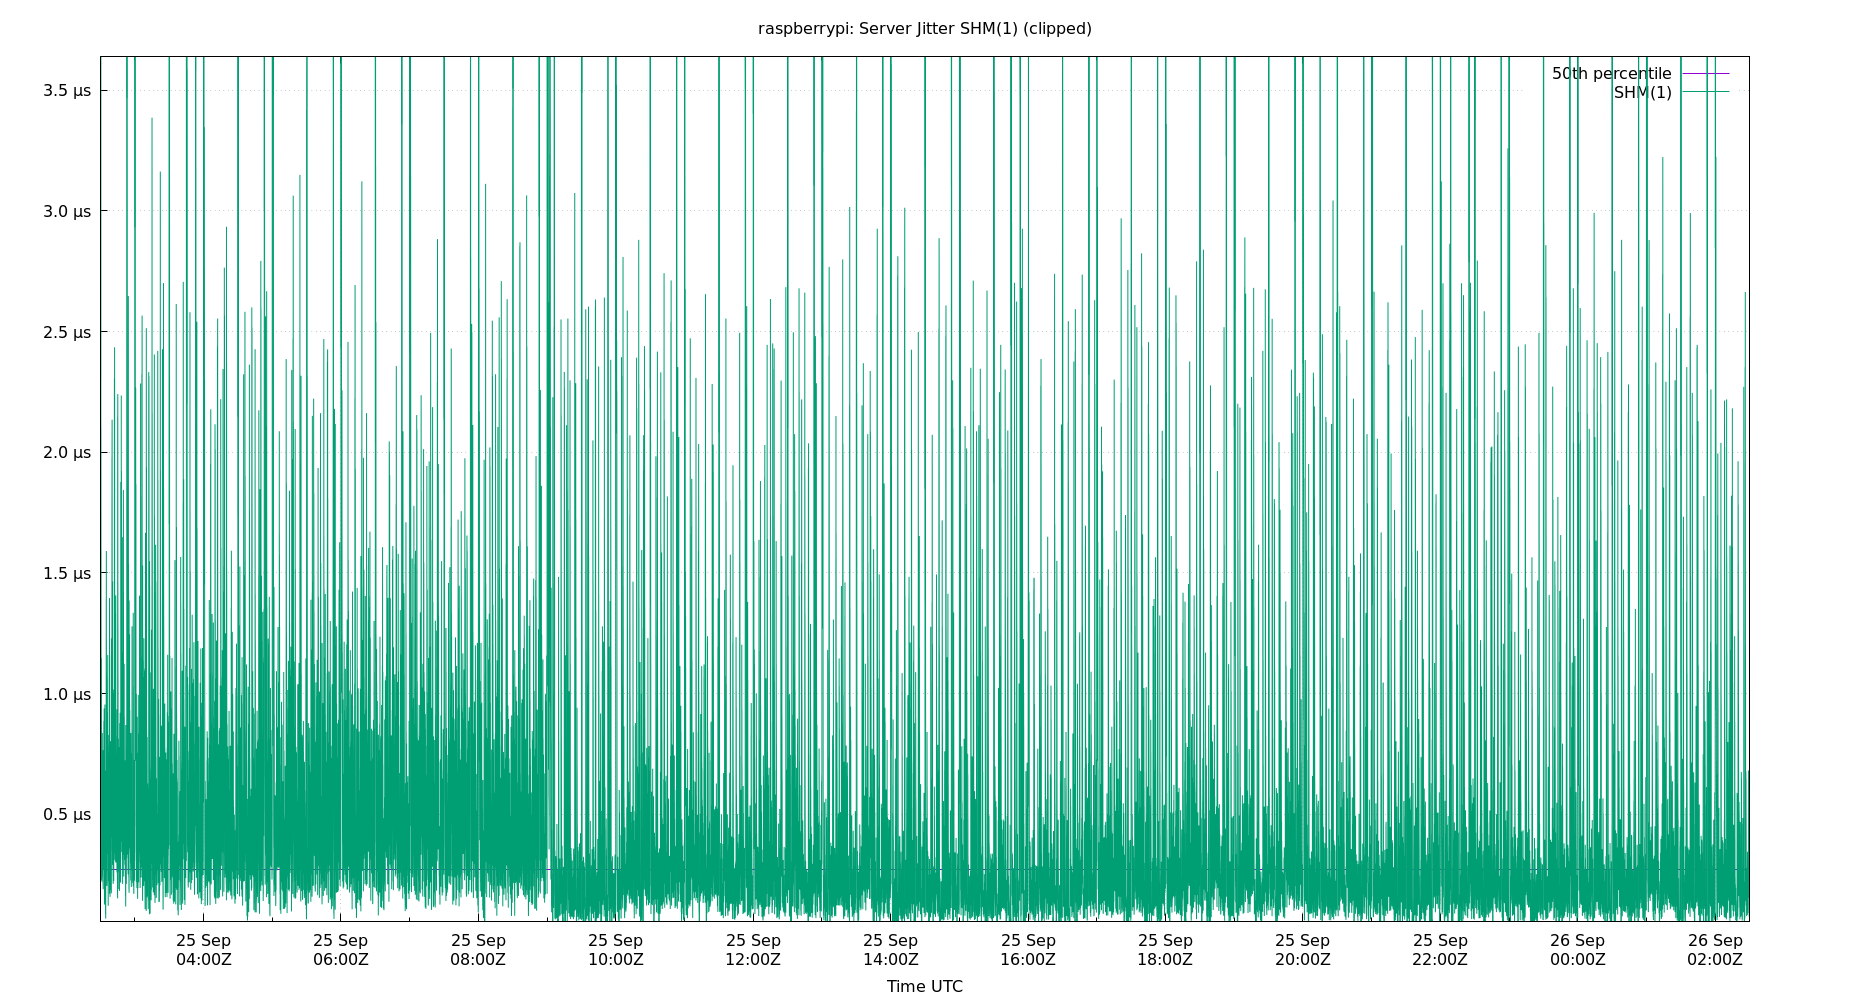 raspberrypi: Server Jitter SHM(1) (clipped)
50th percentile
SHM(1)
3.5 µs
3.0 µs
2.5 µs
2.0 µs
1.5 µs
1.0 µs
0.5 µs
25 Sep 25 Sep 25 Sep 25 Sep 25 Sep 25 Sep 25 Sep 25 Sep 25 Sep 25 Sep 26 Sep 26 Sep
04:00Z 06:00Z 08:00Z 10:00Z 12:00Z 14:00Z 16:00Z 18:00Z 20:00Z 22:00Z 00:00Z 02:00Z
Time UTC